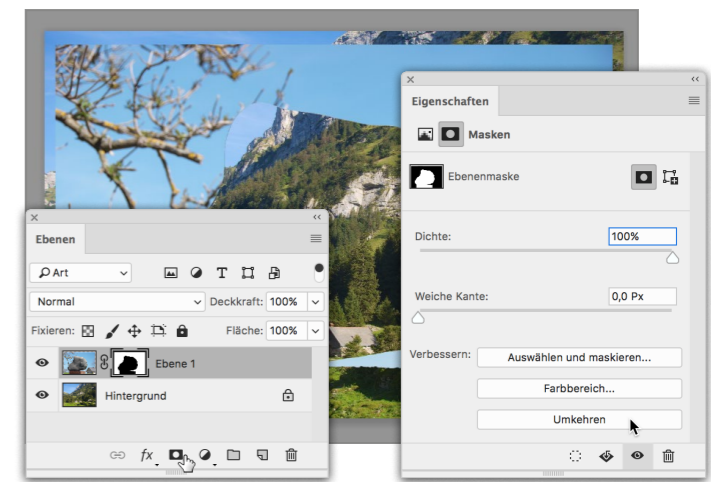 Eigenschaften
Masken
Ebenenmaske
Dichte: 100%
Weiche Kante: 0,0 Px
Verbessern: Auswählen und maskieren...
Farbbereich...
Umkehren
Ebenen
Art
Normal Deckkraft: 100%
Fixieren: Fläche: 100%
Ebene 1
Hintergrund
fx